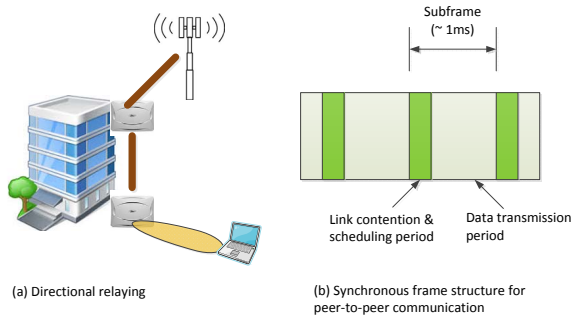 Subframe
(~ 1ms)
Link contention &
scheduling period
Data transmission
period
(a) Directional relaying
(b) Synchronous frame structure for
peer-to-peer communication